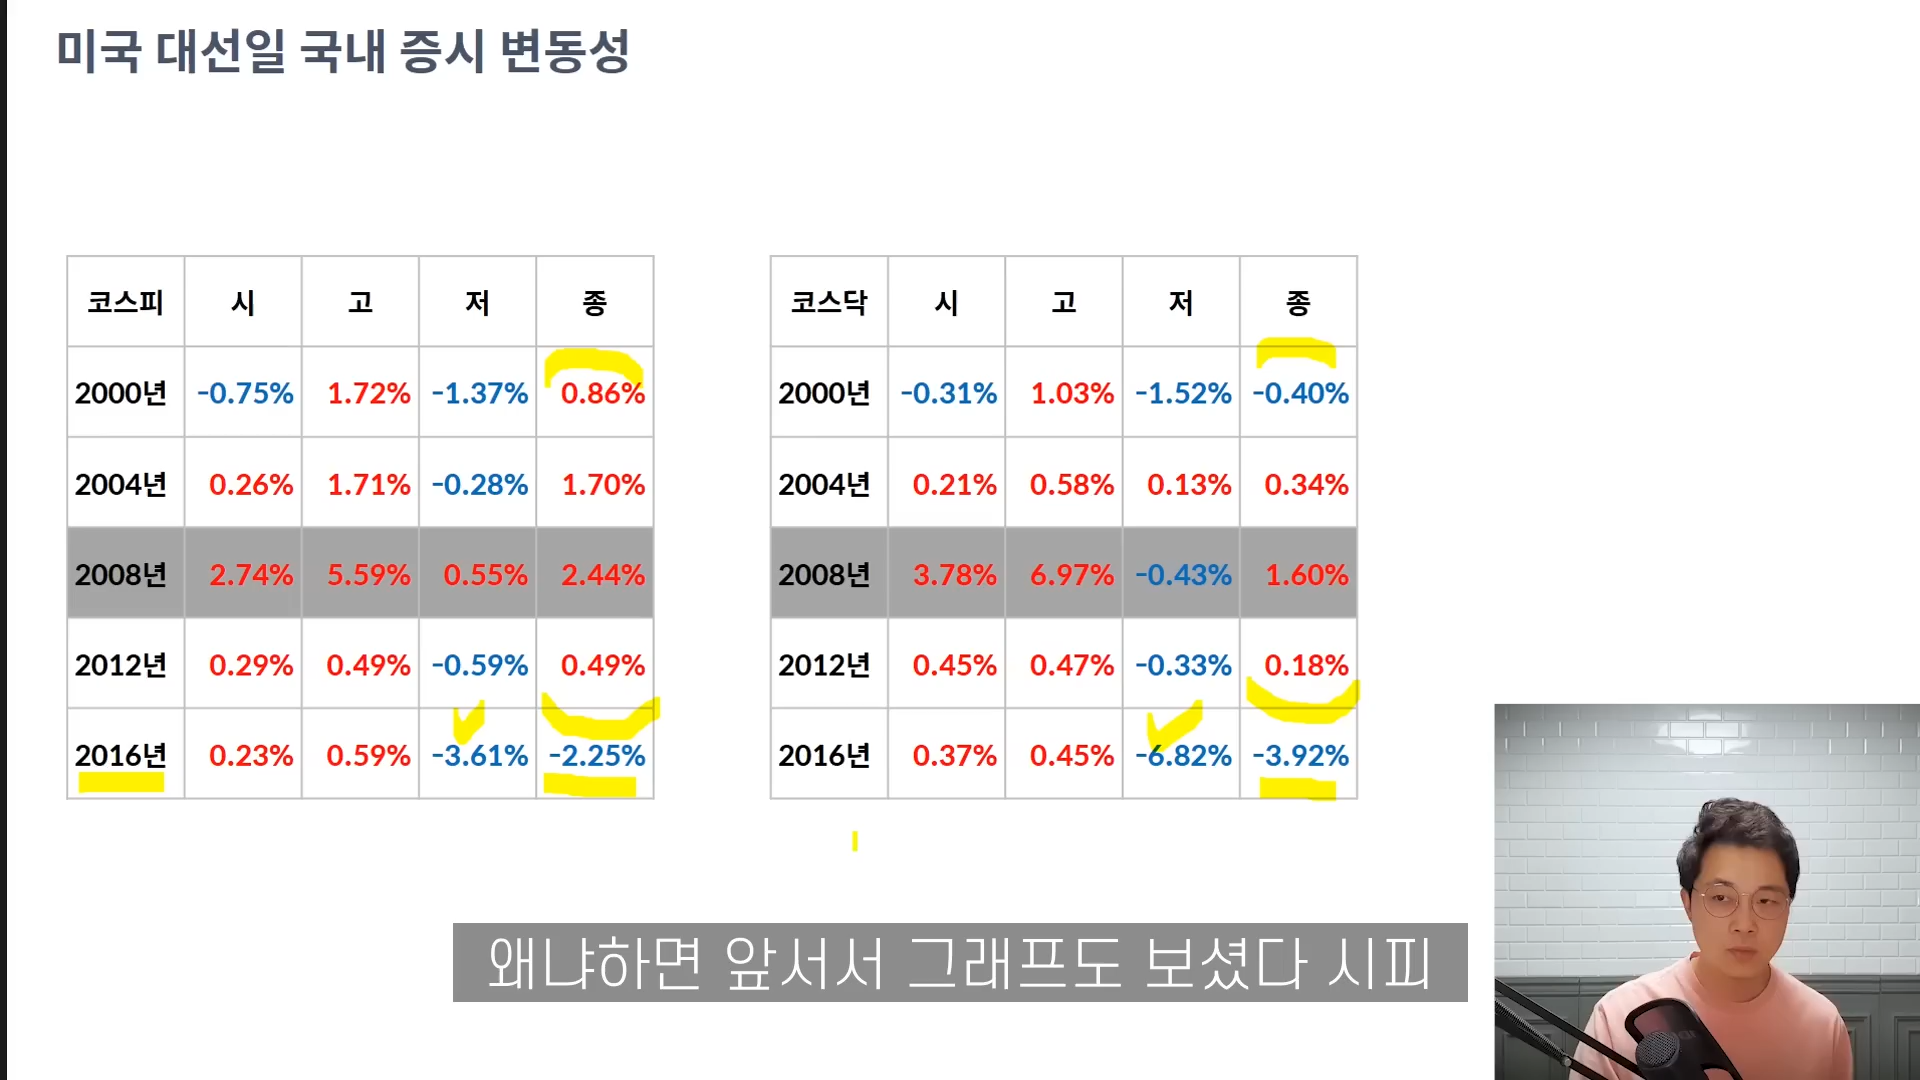 미국 대선일 국내 증시 변동성
코스피 시 고 저 종
2000년 -0.75% 1.72% -1.37% 0.86%
2004년 0.26% 1.71% -0.28% 1.70%
2008년 2.74% 5.59% 0.55% 2.44%
2012년 0.29% 0.49% -0.59% 0.49%
2016년 0.23% 0.59% -3.61% -2.25%
코스닥 시 고 저 종
2000년 -0.31% 1.03% -1.52% -0.40%
2004년 0.21% 0.58% 0.13% 0.34%
2008년 3.78% 6.97% -0.43% 1.60%
2012년 0.45% 0.47% -0.33% 0.18%
2016년 0.37% 0.45% -6.82% -3.92%
왜냐하면 앞서서 그래프도 보셨다 시피